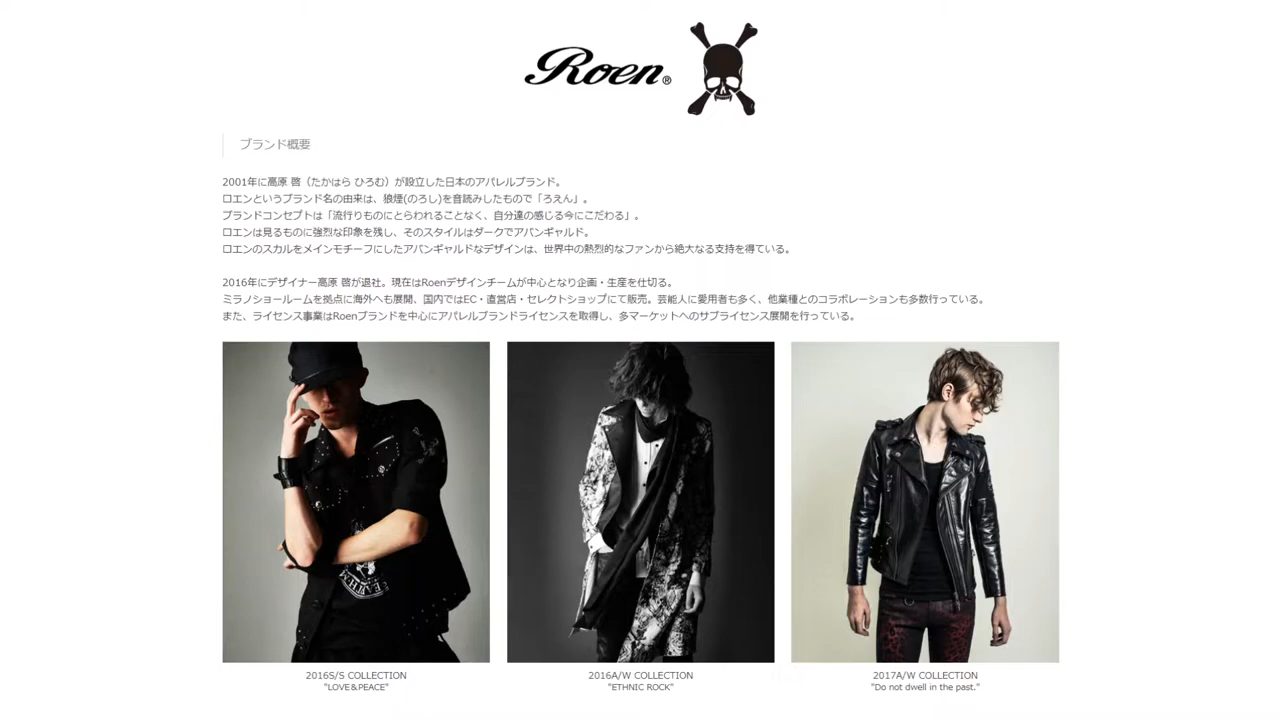 Roen®
ブランド概要
2001年に高原 啓（たかはら ひろむ）が設立した日本のアパレルブランド。
ロエンというブランド名の由来は、狼煙(のろし)を音読みしたもので「ろえん」。
ブランドコンセプトは「流行りものにとらわれることなく、自分達の感じる今にこだわる」。
ロエンは見るものに強烈な印象を残し、そのスタイルはダークでアバンギャルド。
ロエンのスカルをメインモチーフにしたアバンギャルドなデザインは、世界中の熱烈的なファンから絶大なる支持を得ている。
2016年にデザイナー高原 啓が退社。現在はRoenデザインチームが中心となり企画・生産を仕切る。
ミラノショールームを拠点に海外へも展開、国内ではEC・直営店・セレクトショップにて販売。芸能人に愛用者も多く、他業種とのコラボレーションも多数行っている。
また、ライセンス事業はRoenブランドを中心にアパレルブランドライセンスを取得し、多マーケットへのサブライセンス展開を行っている。
2016S/S COLLECTION
"LOVE&PEACE"
2016A/W COLLECTION
"ETHNIC ROCK"
2017A/W COLLECTION
"Do not dwell in the past."